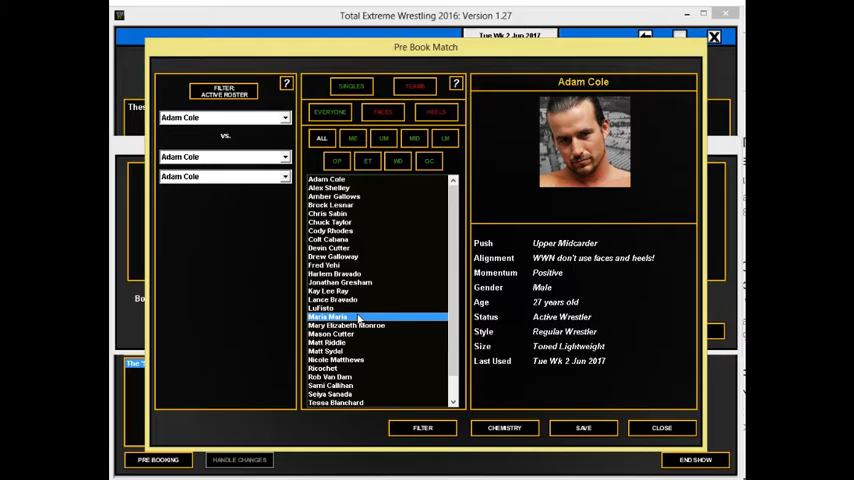 Total Extreme Wrestling 2016: Version 1.27
Tue Wk 2 Jun 2017
Pre Book Match
FILTER:
ACTIVE ROSTER
?
Adam Cole
vs.
Adam Cole
Adam Cole
SINGLES
TEAMS
?
EVERYONE
FACES
HEELS
ALL
ME
UM
MID
LM
OP
ET
WD
OC
Adam Cole
Alex Shelley
Amber Gallows
Brock Lesnar
Chris Sabin
Chuck Taylor
Cody Rhodes
Colt Cabana
Devin Cutter
Drew Galloway
Fred Yehi
Harlem Bravado
Jonathan Gresham
Kay Lee Ray
Lance Bravado
LuFisto
Maria Maria
Mary Elizabeth Monroe
Mason Cutter
Matt Riddle
Matt Sydal
Nicole Matthews
Ricochet
Rob Van Dam
Sami Callihan
Seiya Sanada
Tessa Blanchard
Adam Cole
Push Upper Midcarder
Alignment WWN don't use faces and heels!
Momentum Positive
Gender Male
Age 27 years old
Status Active Wrestler
Style Regular Wrestler
Size Toned Lightweight
Last Used Tue Wk 2 Jun 2017
FILTER
CHEMISTRY
SAVE
CLOSE
Thes
Bo
The '
PRE BOOKING
HANDLE CHANGES
END SHOW